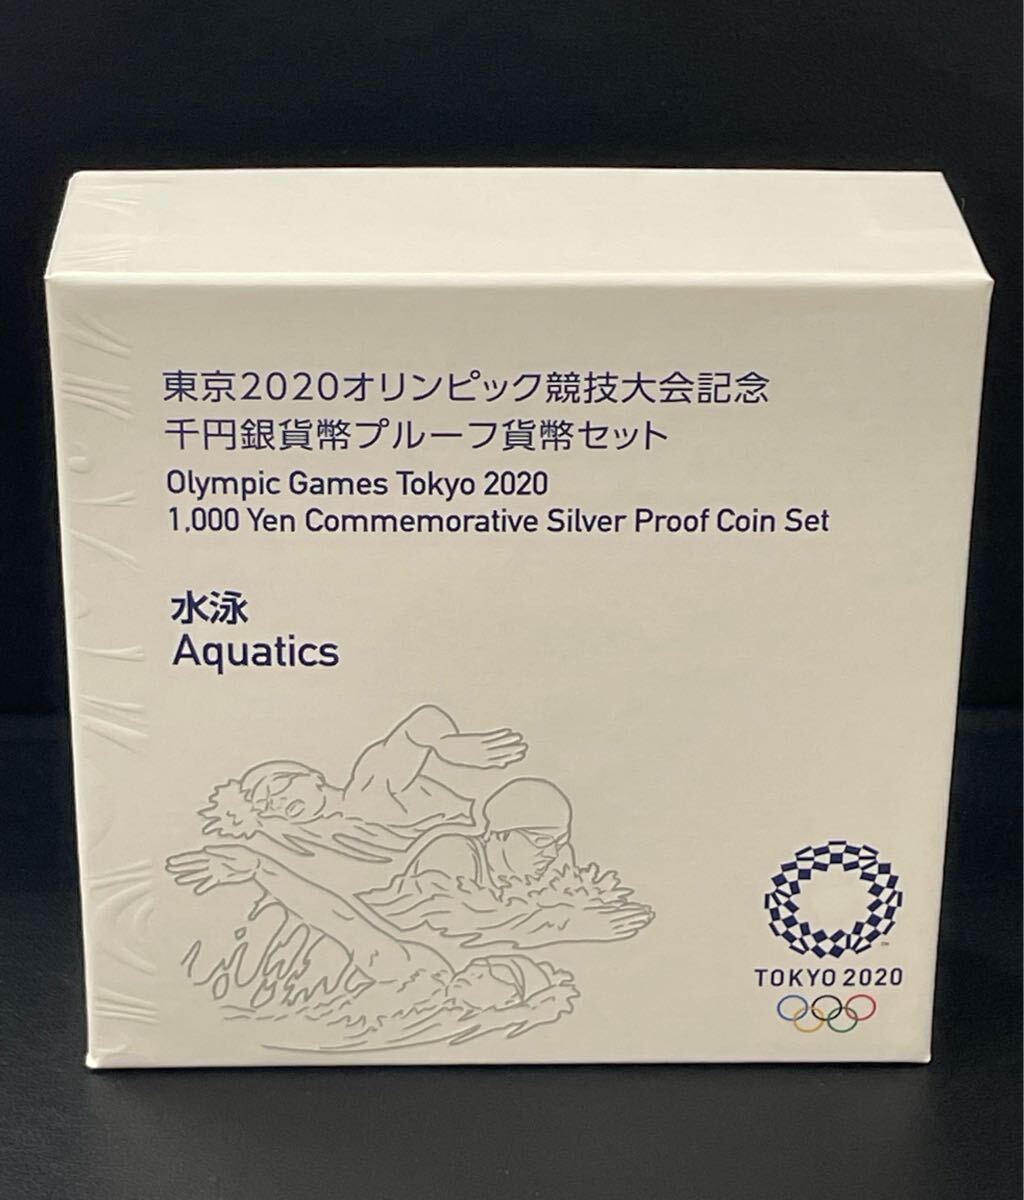 東京2020オリンピック競技大会記念
千円銀貨幣プルーフ貨幣セット
Olympic Games Tokyo 2020
1,000 Yen Commemorative Silver Proof Coin Set
水泳
Aquatics
TOKYO 2020